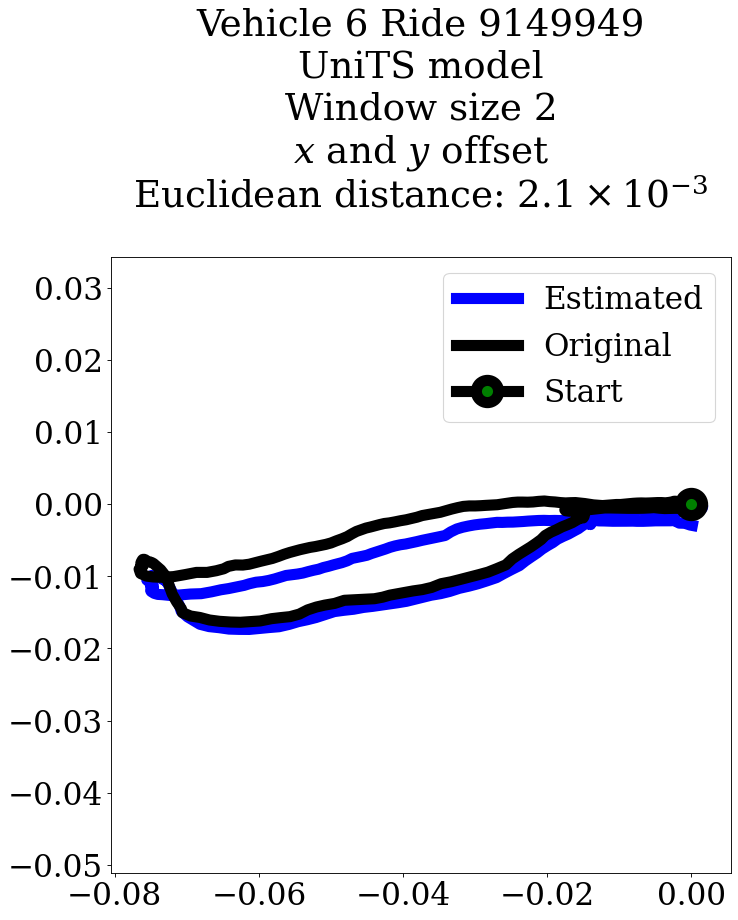 Vehicle 6 Ride 9149949
UniTS model
Window size 2
x and y offset
Euclidean distance: 2.1 × 10⁻³
Estimated
Original
Start
0.03
0.02
0.01
0.00
−0.01
−0.02
−0.03
−0.04
−0.05
−0.08 −0.06 −0.04 −0.02 0.00